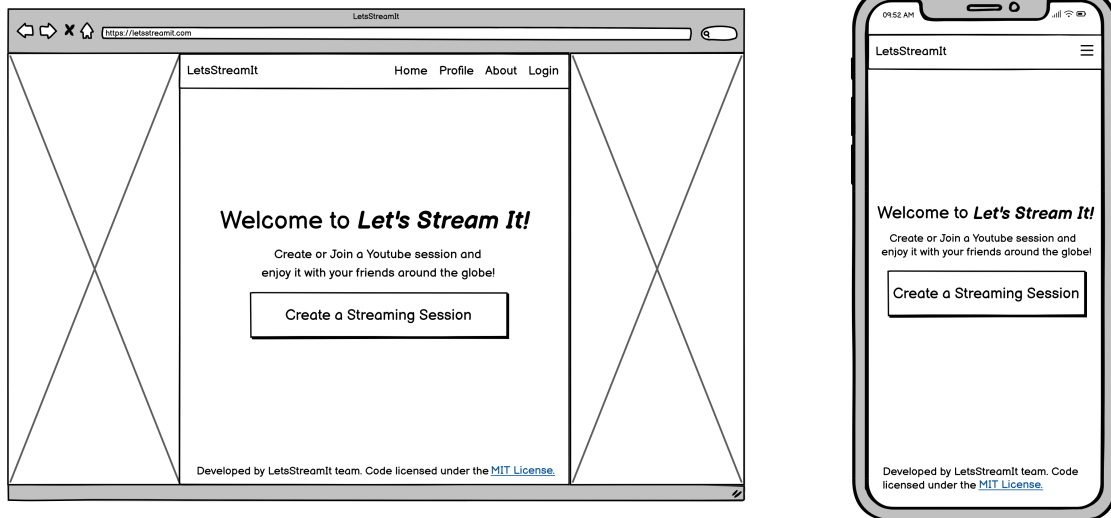 LetsStreamIt
https://letsstreamit.com
LetsStreamIt Home Profile About Login
Welcome to Let's Stream It!
Create or Join a Youtube session and
enjoy it with your friends around the globe!
Create a Streaming Session
Developed by LetsStreamIt team. Code licensed under the MIT License.
09:52 AM
LetsStreamIt
Welcome to Let's Stream It!
Create or Join a Youtube session and
enjoy it with your friends around the globe!
Create a Streaming Session
Developed by LetsStreamIt team. Code
licensed under the MIT License.